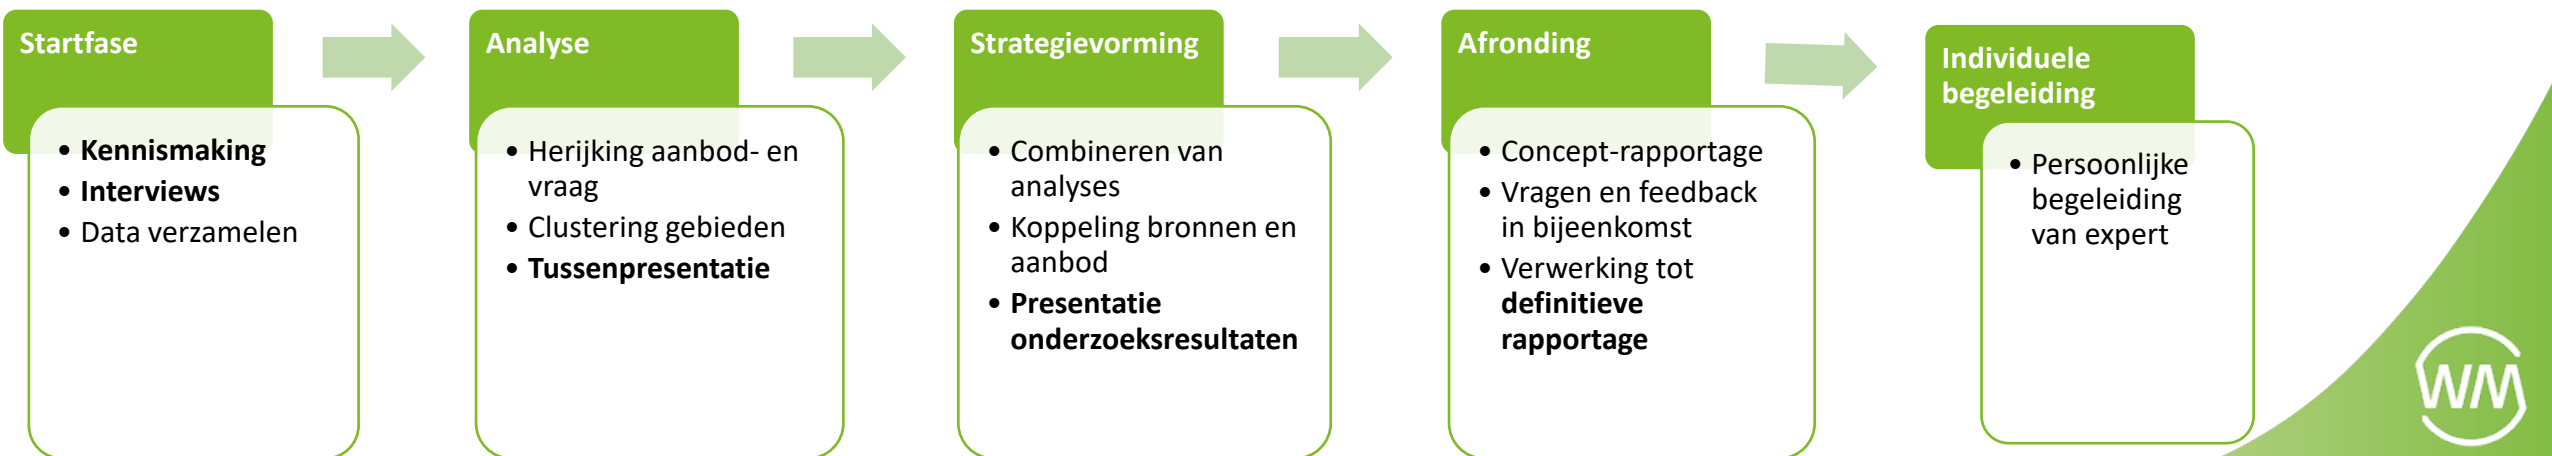 Startfase
• Kennismaking
• Interviews
• Data verzamelen
Analyse
• Herijking aanbod- en
vraag
• Clustering gebieden
• Tussenpresentatie
Strategievorming
• Combineren van
analyses
• Koppeling bronnen en
aanbod
• Presentatie
onderzoeksresultaten
Afronding
• Concept-rapportage
• Vragen en feedback
in bijeenkomst
• Verwerking tot
definitieve
rapportage
Individuele
begeleiding
• Persoonlijke
begeleiding
van expert
WM